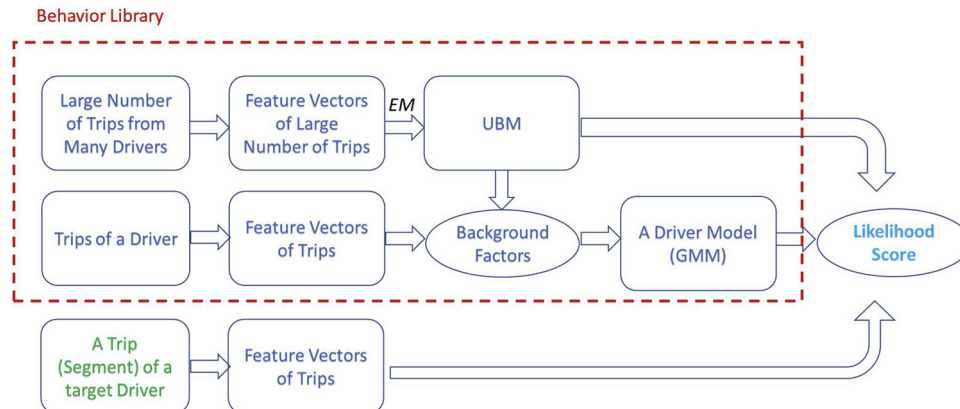 Behavior Library
Large Number
of Trips from
Many Drivers
Feature Vectors
of Large
Number of Trips
EM
UBM
Trips of a Driver
Feature Vectors
of Trips
Background
Factors
A Driver Model
(GMM)
Likelihood
Score
A Trip
(Segment) of a
target Driver
Feature Vectors
of Trips